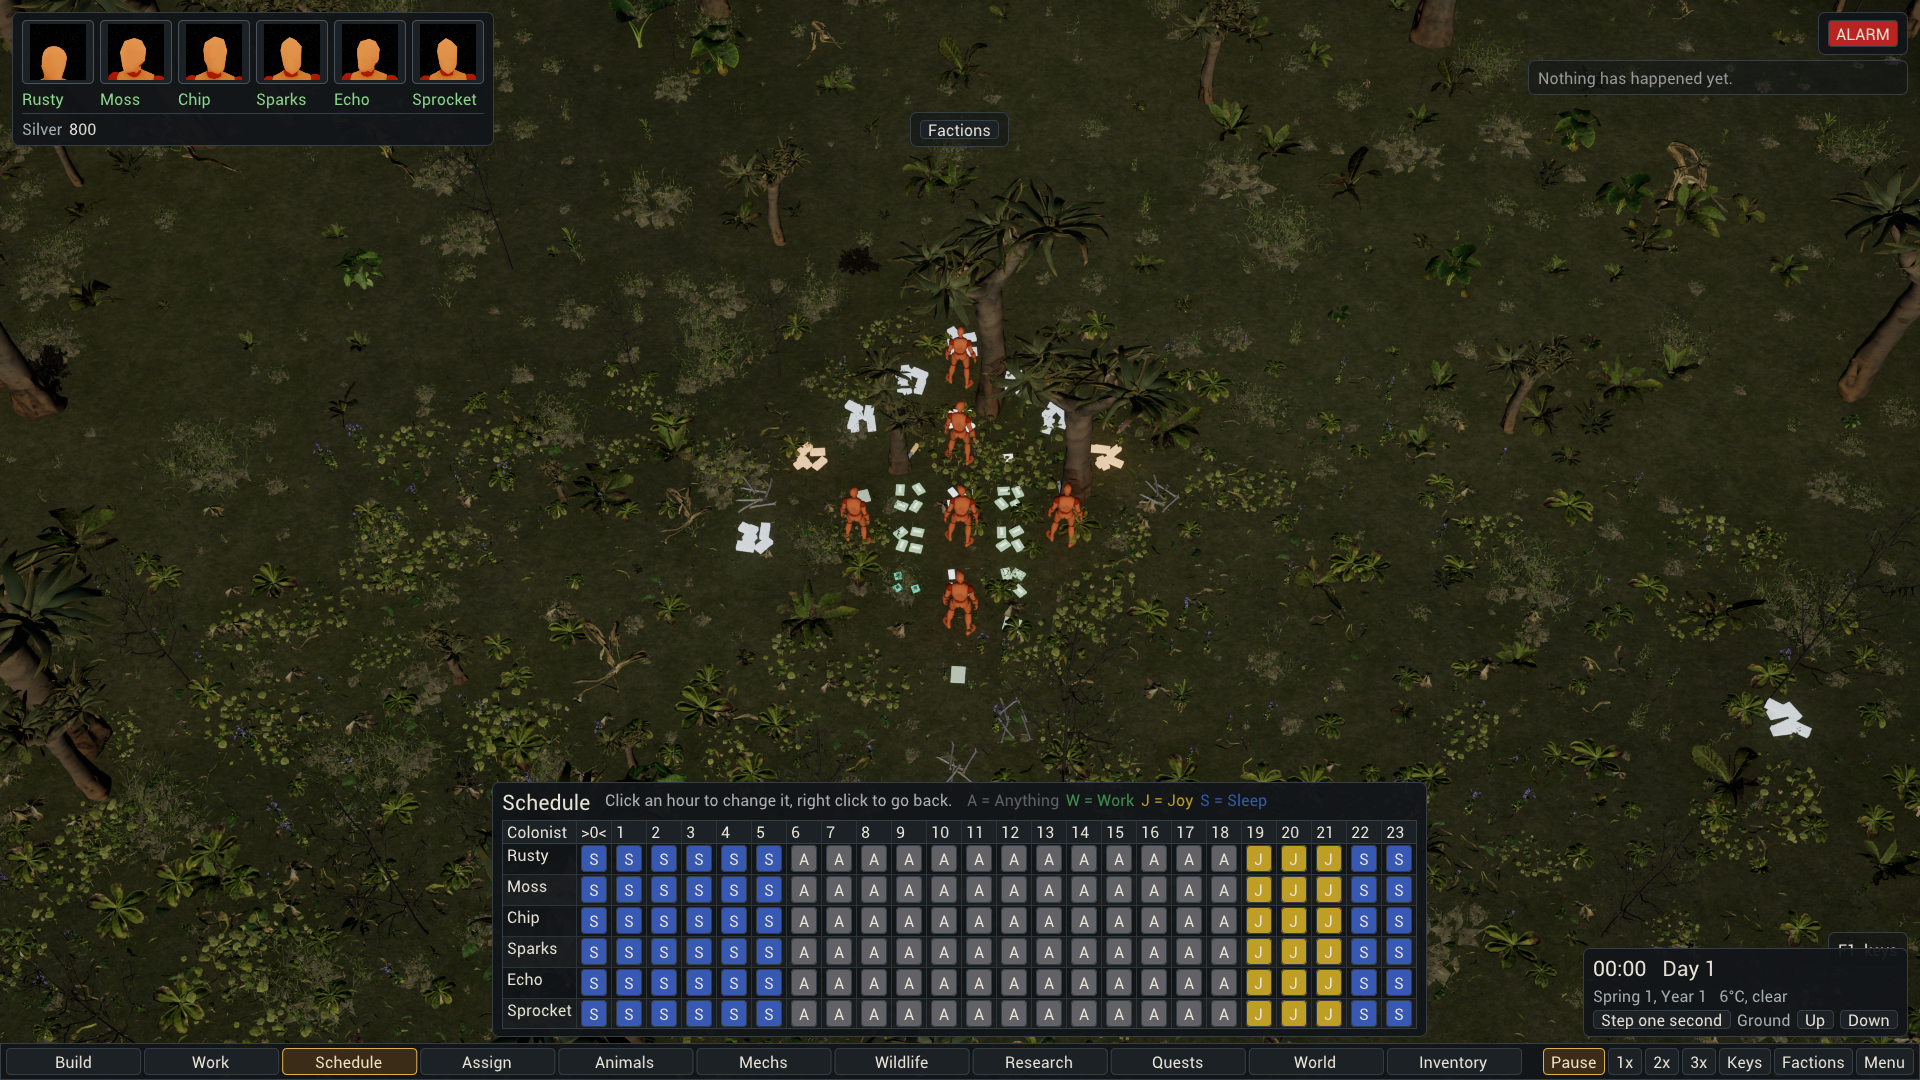 Rusty Moss Chip Sparks Echo Sprocket
Silver 800
ALARM
Nothing has happened yet.
Factions
Schedule Click an hour to change it, right click to go back. A = Anything W = Work J = Joy S = Sleep
Colonist >0< 1 2 3 4 5 6 7 8 9 10 11 12 13 14 15 16 17 18 19 20 21 22 23
Rusty S S S S S S A A A A A A A A A A A A A J J J S S
Moss S S S S S S A A A A A A A A A A A A A J J J S S
Chip S S S S S S A A A A A A A A A A A A A J J J S S
Sparks S S S S S S A A A A A A A A A A A A A J J J S S
Echo S S S S S S A A A A A A A A A A A A A J J J S S
Sprocket S S S S S S A A A A A A A A A A A A A J J J S S
F1 keys
00:00 Day 1
Spring 1, Year 1 6°C, clear
Step one second Ground Up Down
Build Work Schedule Assign Animals Mechs Wildlife Research Quests World Inventory Pause 1x 2x 3x Keys Factions Menu